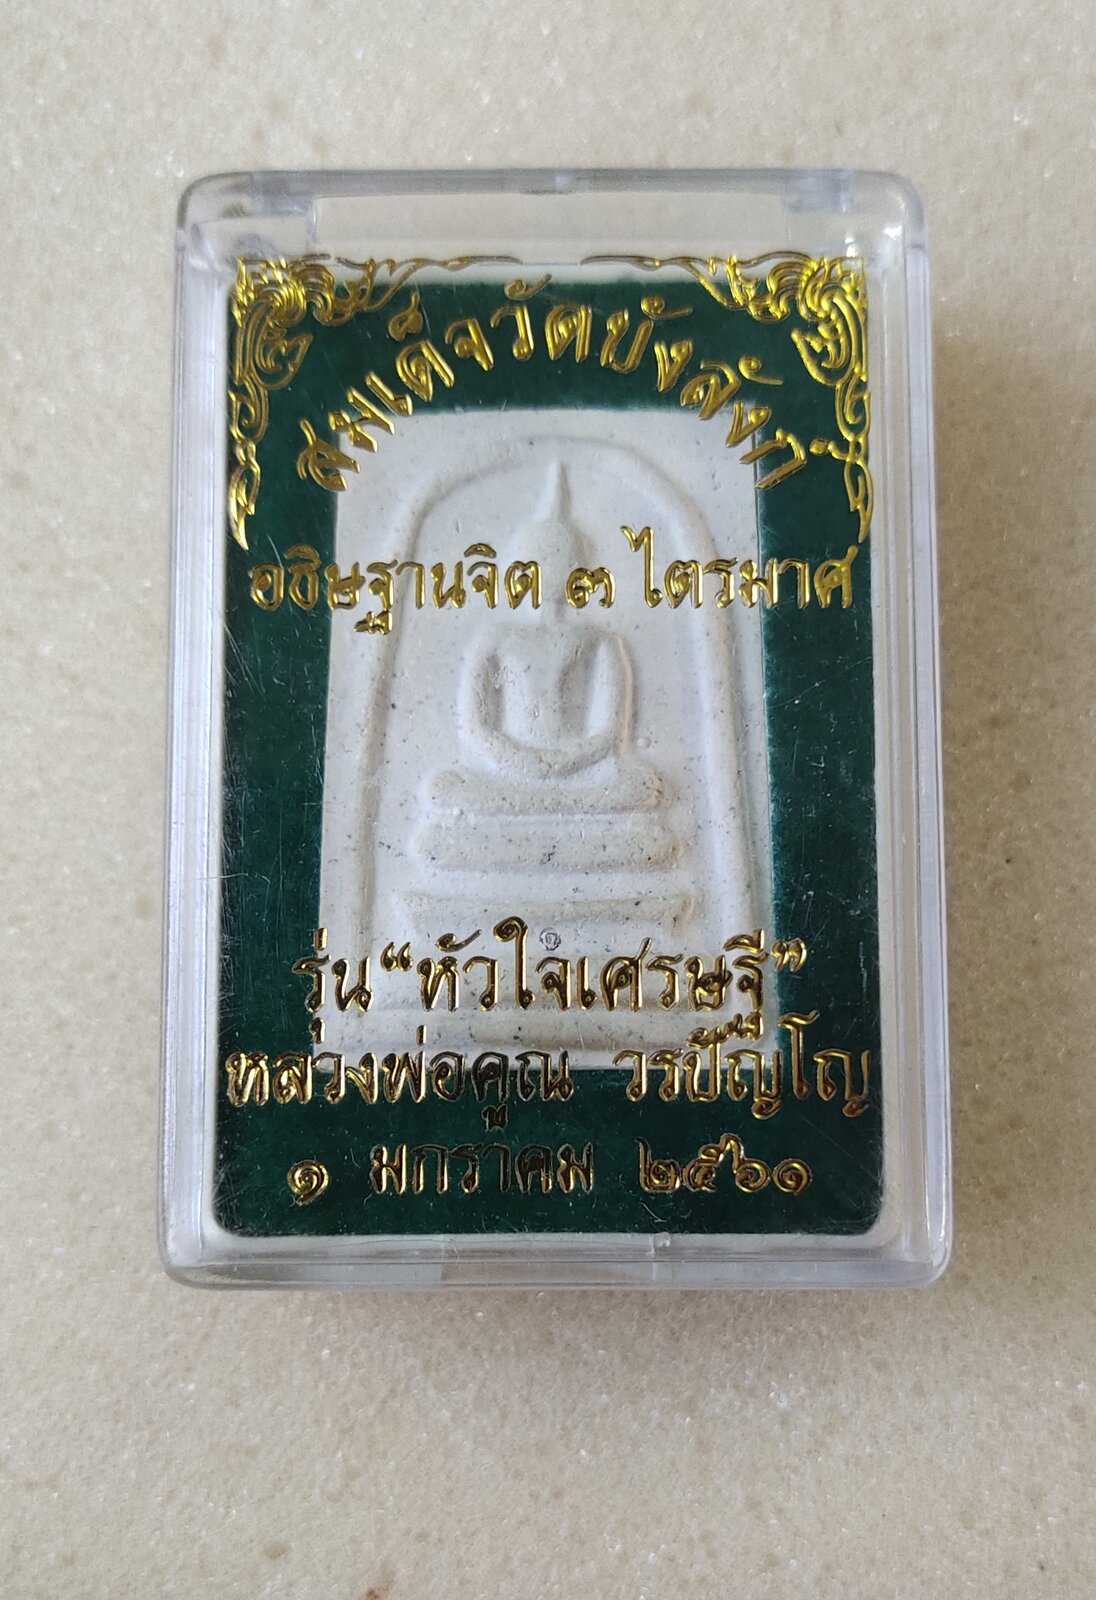 สมเด็จวัดบังลังก์
อธิษฐานจิต ๓ ไตรมาศ
รุ่น “หัวใจเศรษฐี”
หลวงพ่อคูณ วรปัญโญ
๑ มกราคม ๒๕๖๑